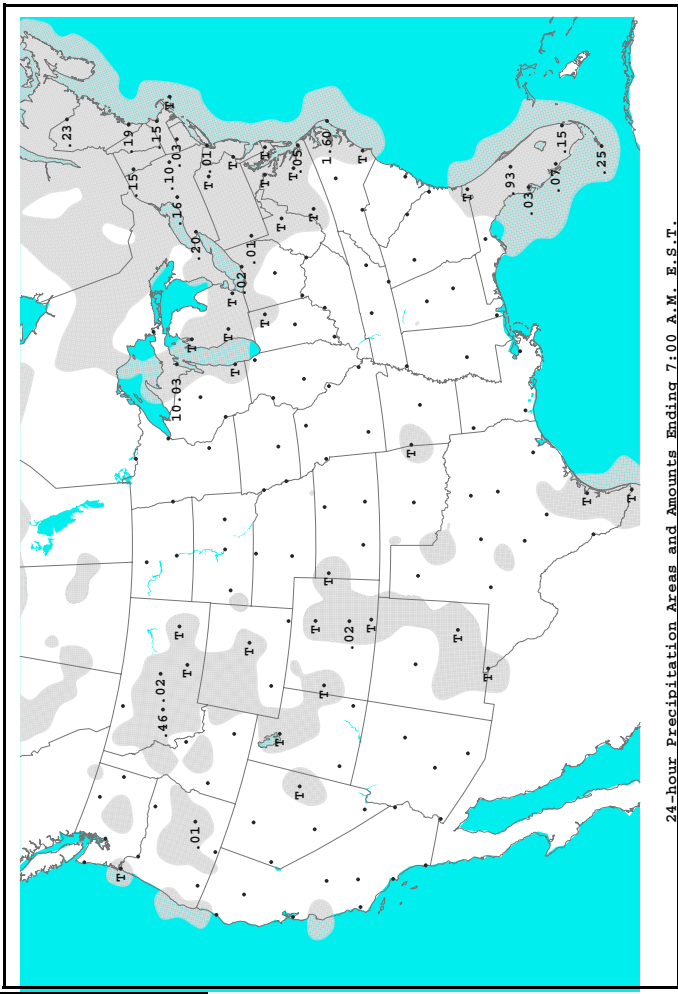 .23
T
.19
.15
.15
.46
.02
.10
T
.03
.16
10.03
T
T
T
.01
.20
.01
T
T
T
T
T
.02
T
.01
T
T
T
T
T
T
.05
T
T
T
T
1.60
T
.02
T
T
T
T
T
T
.93
.03
.07
.15
T
.25
T
24-hour Precipitation Areas and Amounts Ending 7:00 A.M. E.S.T.